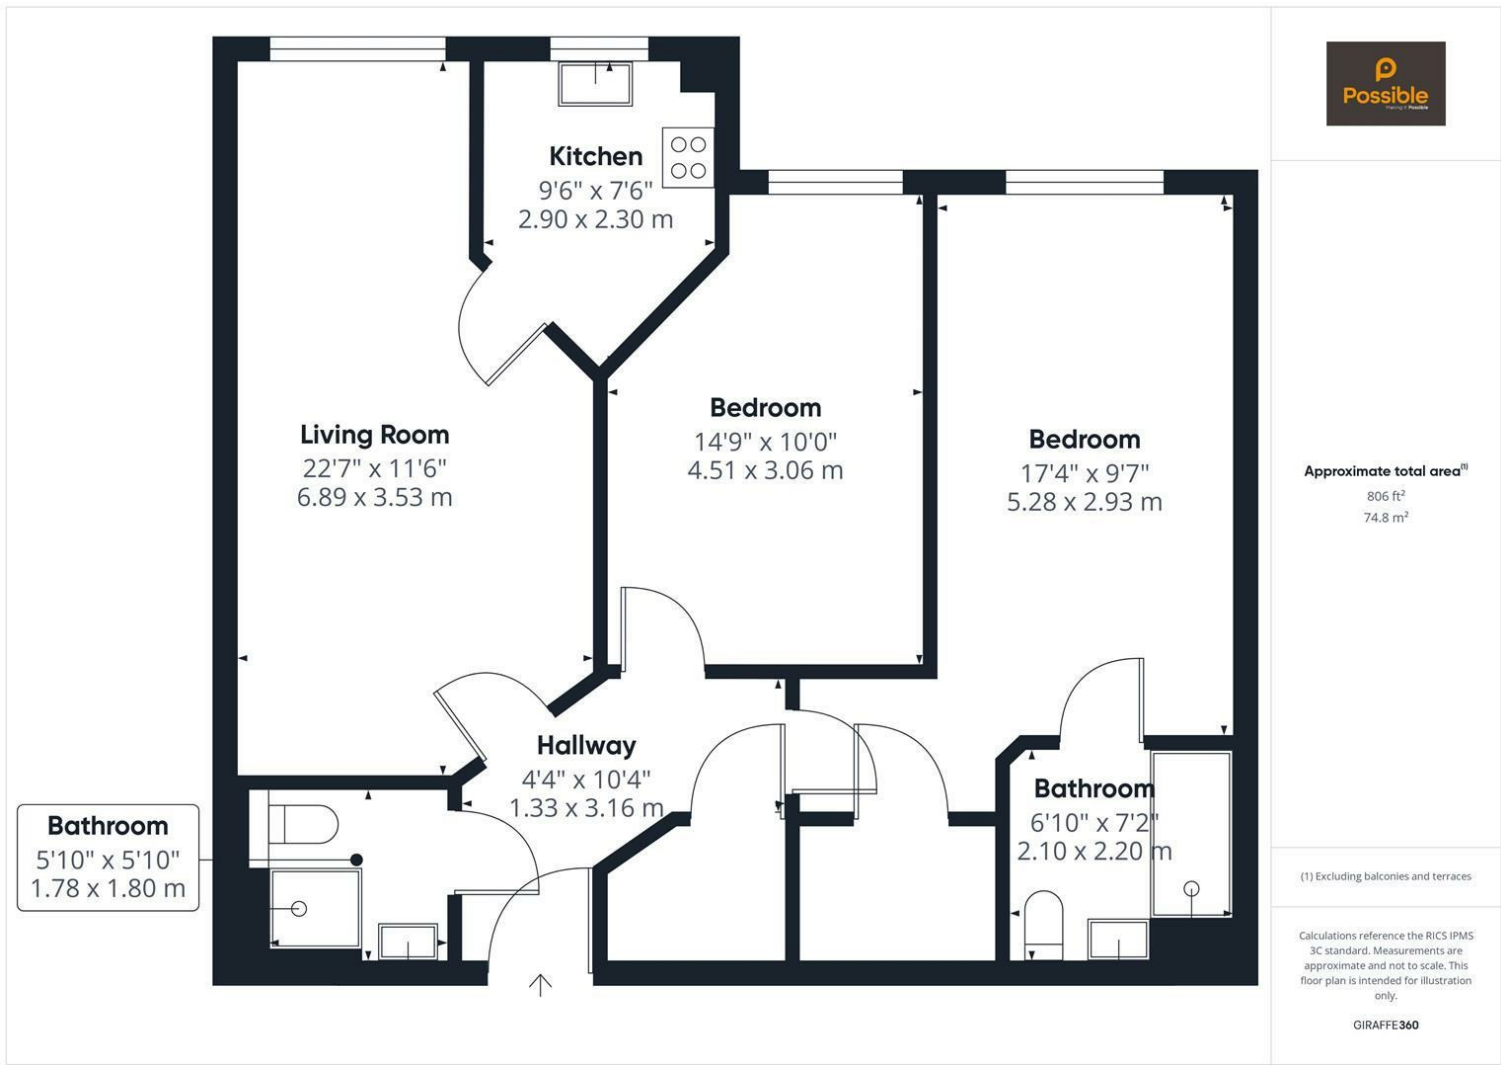 Kitchen
9'6" x 7'6"
2.90 x 2.30 m
Living Room
22'7" x 11'6"
6.89 x 3.53 m
Bedroom
14'9" x 10'0"
4.51 x 3.06 m
Bedroom
17'4" x 9'7"
5.28 x 2.93 m
Hallway
4'4" x 10'4"
1.33 x 3.16 m
Bathroom
5'10" x 5'10"
1.78 x 1.80 m
Bathroom
6'10" x 7'2"
2.10 x 2.20 m
Possible
Making it Possible
Approximate total area(1)
806 ft²
74.8 m²
(1) Excluding balconies and terraces
Calculations reference the RICS IPMS
3C standard. Measurements are
approximate and not to scale. This
floor plan is intended for illustration
only.
GIRAFFE360